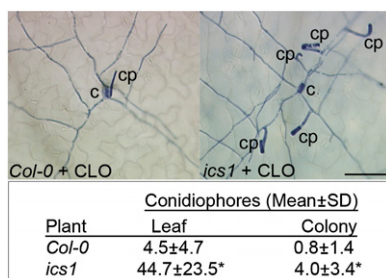 cp
cp
c
cp
c
cp
cp
cp
Col-0 + CLO
ics1 + CLO
Conidiophores (Mean±SD)
Plant Leaf Colony
Col-0 4.5±4.7 0.8±1.4
ics1 44.7±23.5* 4.0±3.4*